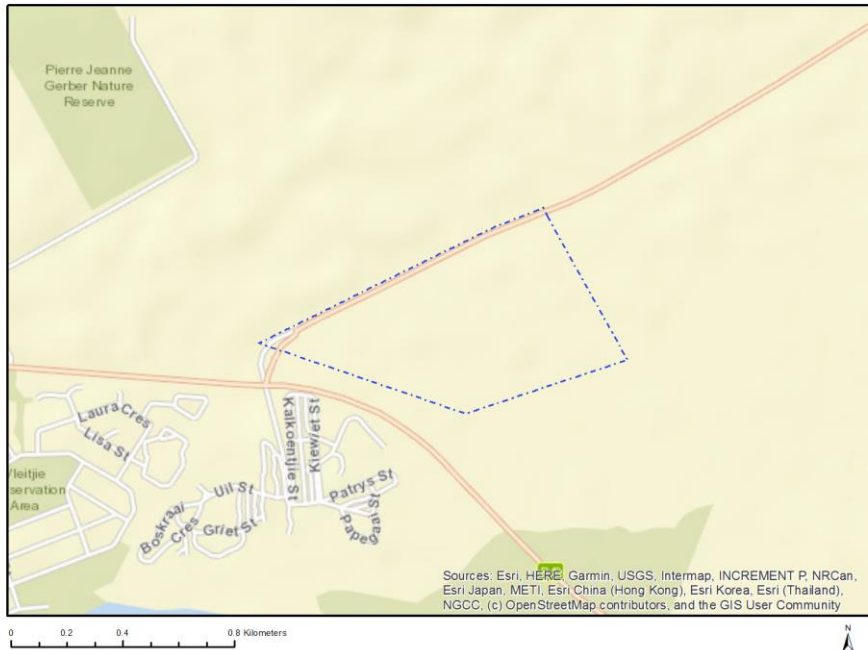 Pierre Jeanne
Gerber Nature
Reserve
Laura Cres
Lisa St
Kalkoentjie St
Kiewiet St
Uil St
Patrys St
Boskraal
Cres
Griet St
Papeg
aai St
Vleitjie
servation
Area
Sources: Esri, HERE, Garmin, USGS, Intermap, INCREMENT P, NRCan,
Esri Japan, METI, Esri China (Hong Kong), Esri Korea, Esri (Thailand),
NGCC, (c) OpenStreetMap contributors, and the GIS User Community
0 0.2 0.4 0.8 Kilometers
N